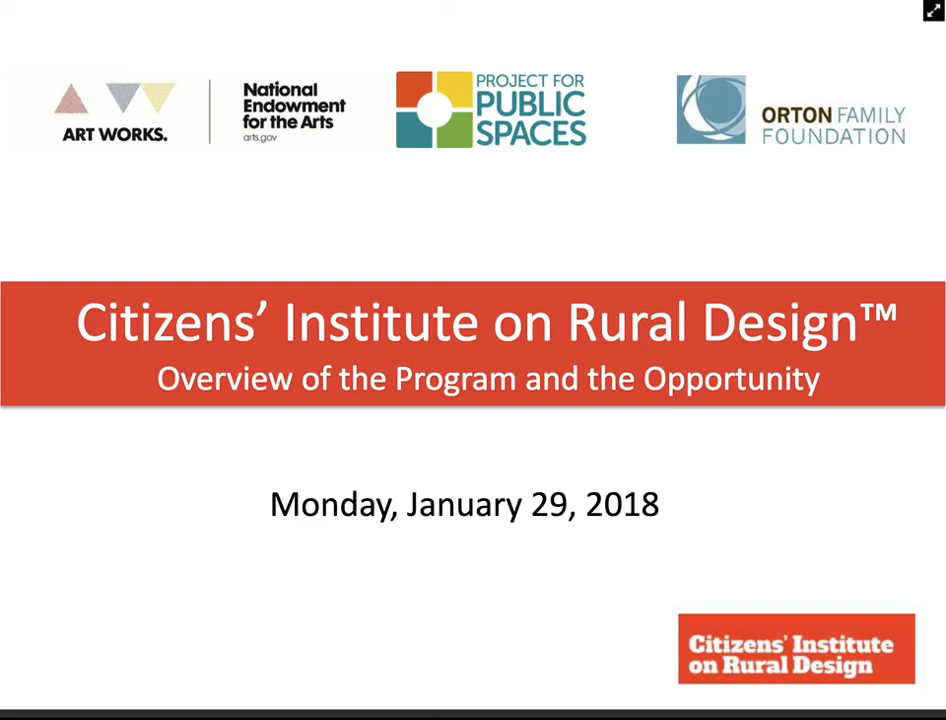 ART WORKS.
National
Endowment
for the Arts
arts.gov
PROJECT FOR
PUBLIC
SPACES
ORTON FAMILY
FOUNDATION
Citizens’ Institute on Rural Design™
Overview of the Program and the Opportunity
Monday, January 29, 2018
Citizens’ Institute
on Rural Design